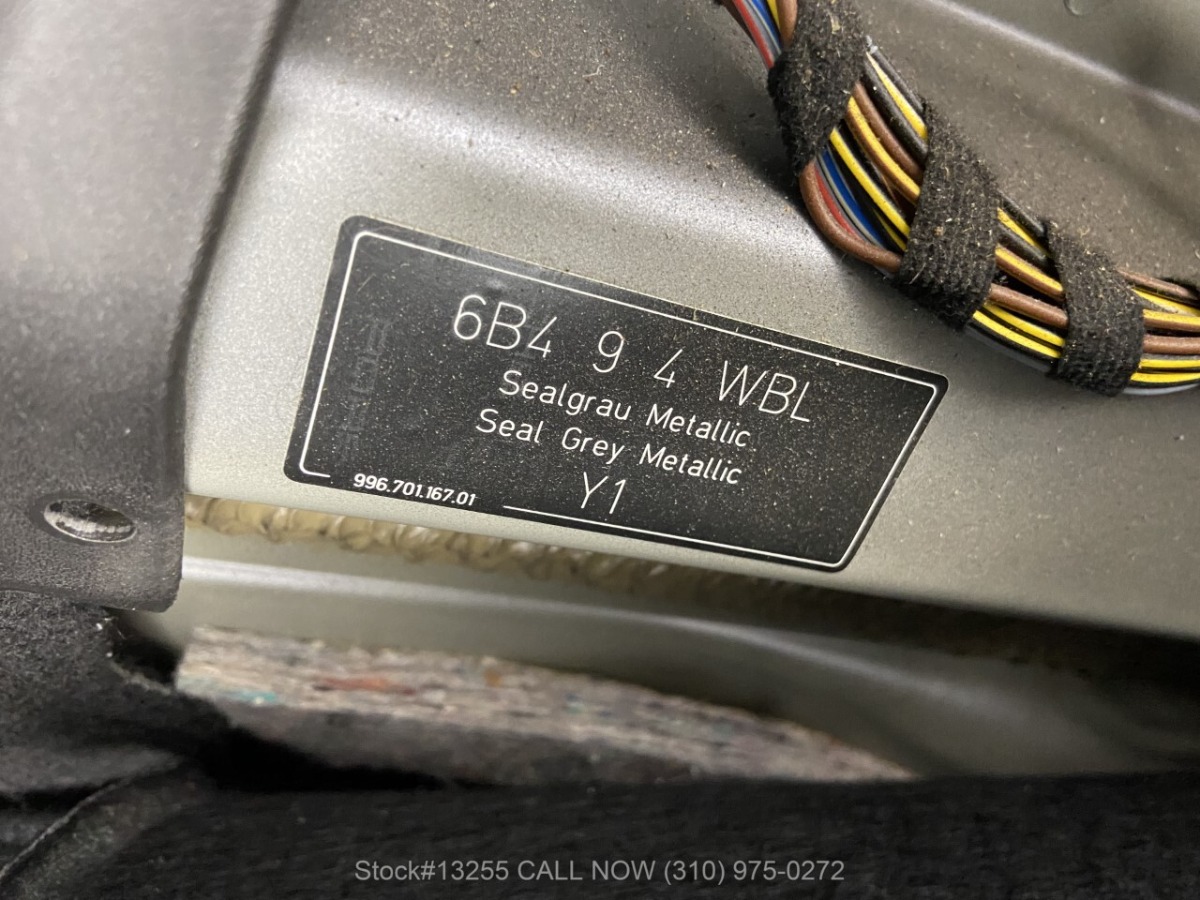 6B4 9 4 WBL
Sealgrau Metallic
Seal Grey Metallic
996.701.167.01
Y1
Stock#13255 CALL NOW (310) 975-0272